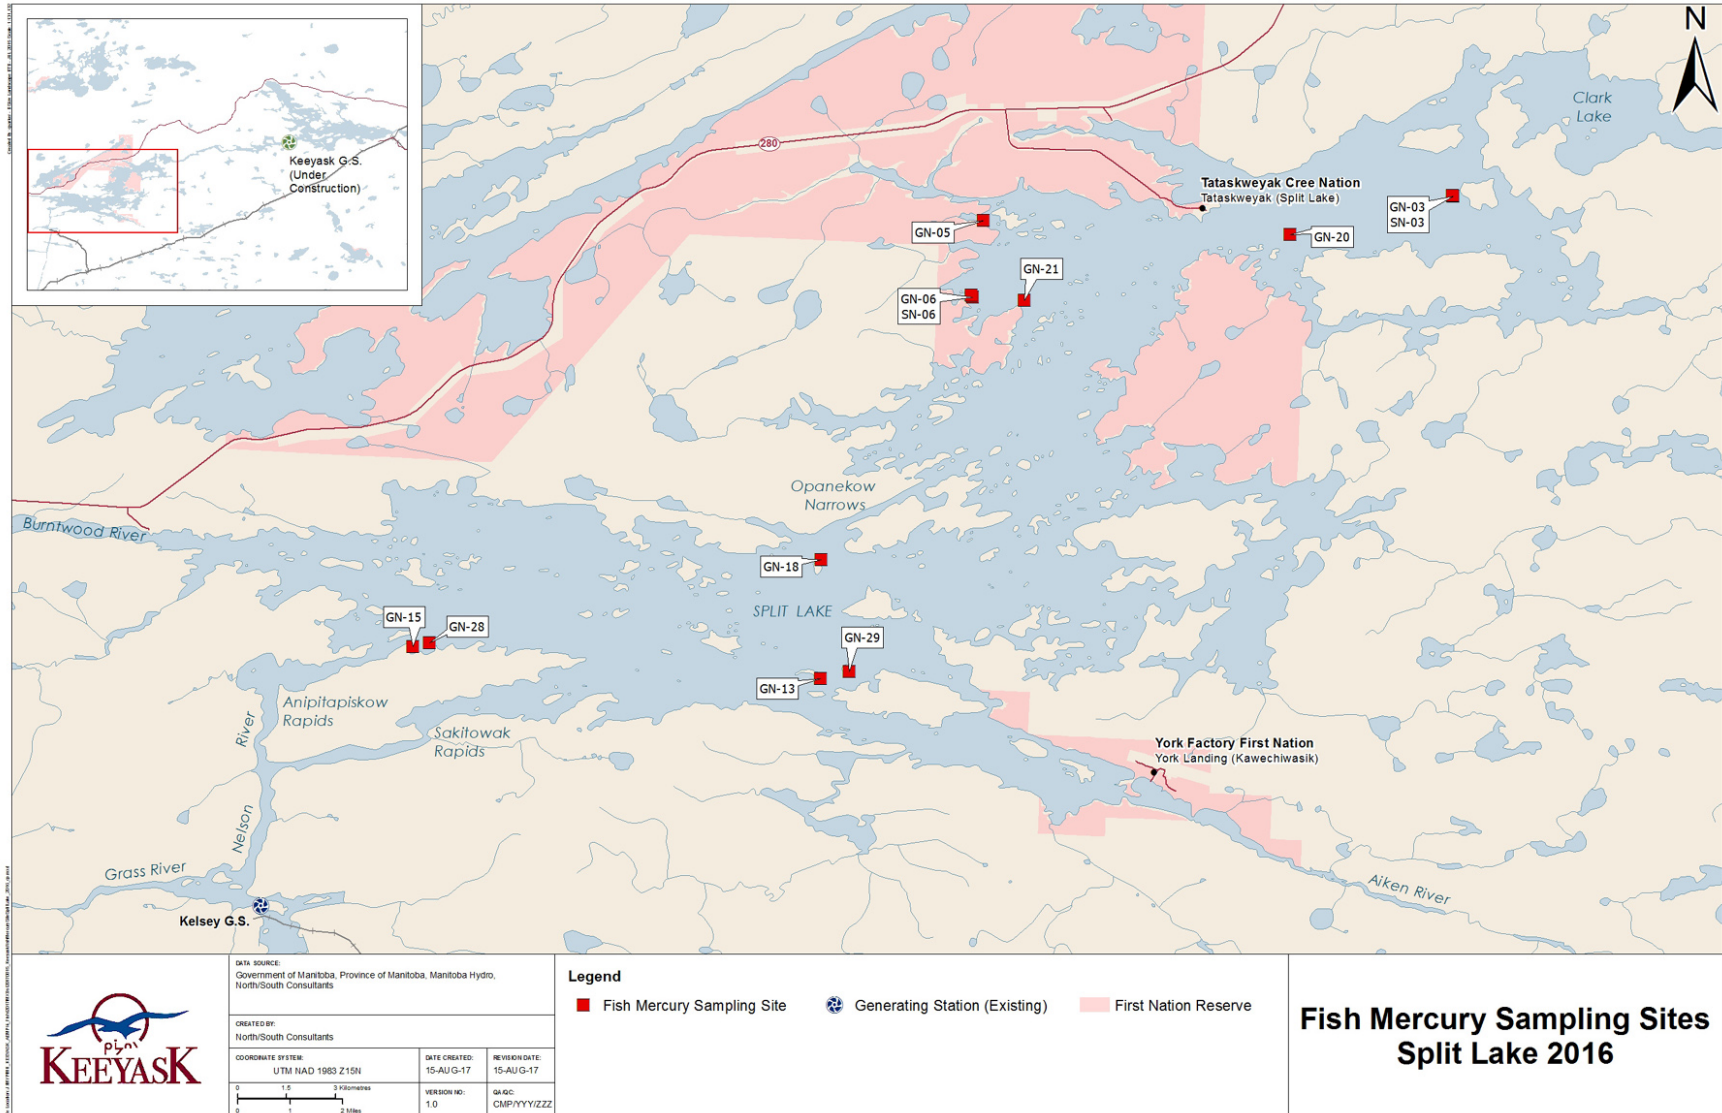 N
Clark
Lake
Keeyask G.S.
(Under
Construction)
280
Tataskweyak Cree Nation
Tataskweyak (Split Lake)
GN-03
SN-03
GN-05
GN-20
GN-21
GN-06
SN-06
Opanekow
Narrows
Burntwood River
GN-18
SPLIT LAKE
GN-15
GN-28
GN-29
GN-13
Anipitapiskow
Rapids
River
Sakitowak
Rapids
York Factory First Nation
York Landing (Kawechiwasik)
Nelson
Grass River
Aiken River
Kelsey G.S.
KEEYASK
DATA SOURCE:
Government of Manitoba, Province of Manitoba, Manitoba Hydro,
North/South Consultants
CREATED BY:
North/South Consultants
COORDINATE SYSTEM:
UTM NAD 1983 Z15N
DATE CREATED:
15-AUG-17
REVISION DATE:
15-AUG-17
0 1.5 3 Kilometres
0 1 2 Miles
VERSION NO:
1.0
QA/QC:
CMP/YYY/ZZZ
Legend
Fish Mercury Sampling Site
Generating Station (Existing)
First Nation Reserve
Fish Mercury Sampling Sites
Split Lake 2016